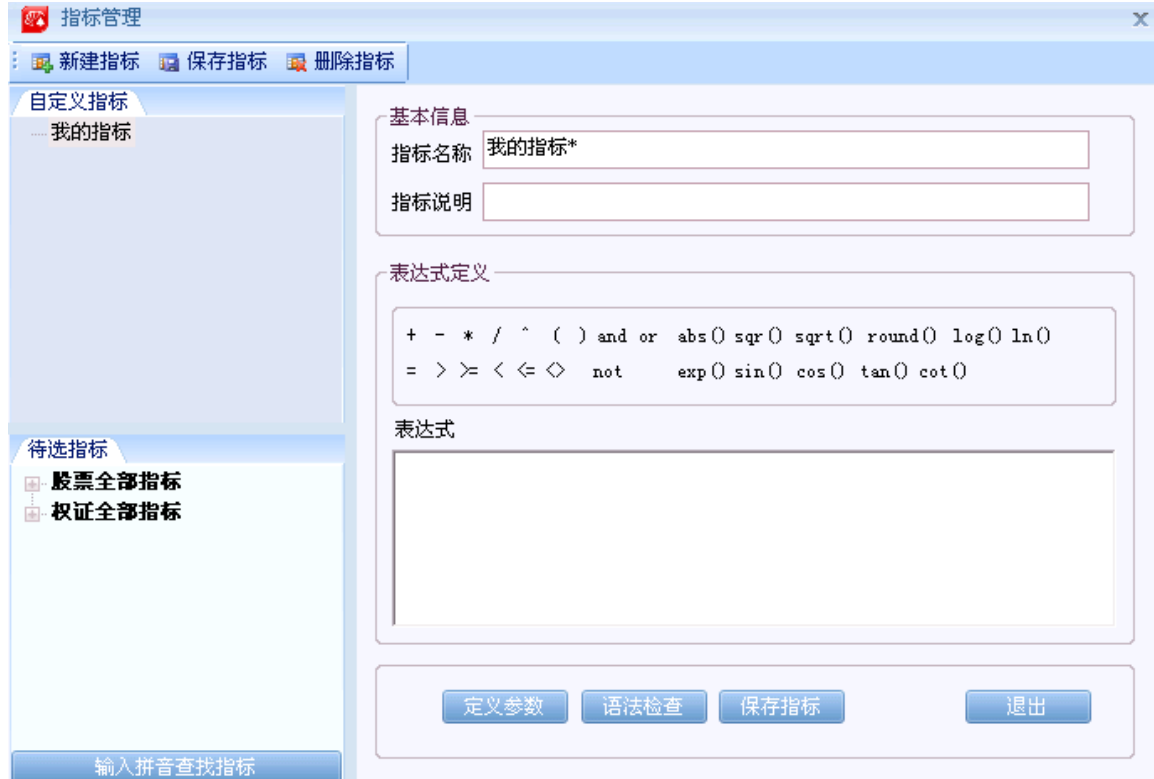 指标管理
新建指标 保存指标 删除指标
自定义指标
我的指标
待选指标
股票全部指标
权证全部指标
输入拼音查找指标
基本信息
指标名称 我的指标*
指标说明
表达式定义
+ - * / ^ ( ) and or abs() sqr() sqrt() round() log() ln()
= > >= < <= <> not exp() sin() cos() tan() cot()
表达式
定义参数 语法检查 保存指标 退出